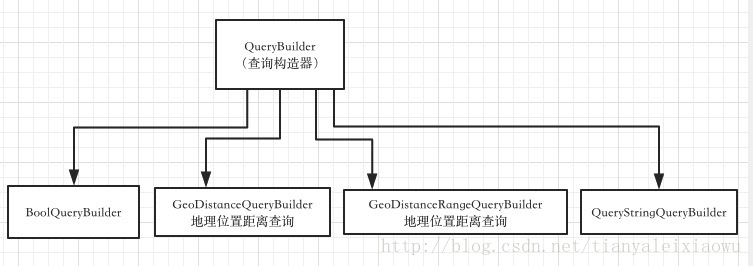 QueryBuilder
（查询构造器）
BoolQueryBuilder
GeoDistanceQueryBuilder
地理位置距离查询
GeoDistanceRangeQueryBuilder
地理位置距离查询
QueryStringQueryBuilder
http://blog.csdn.net/tianyaleixiaowu